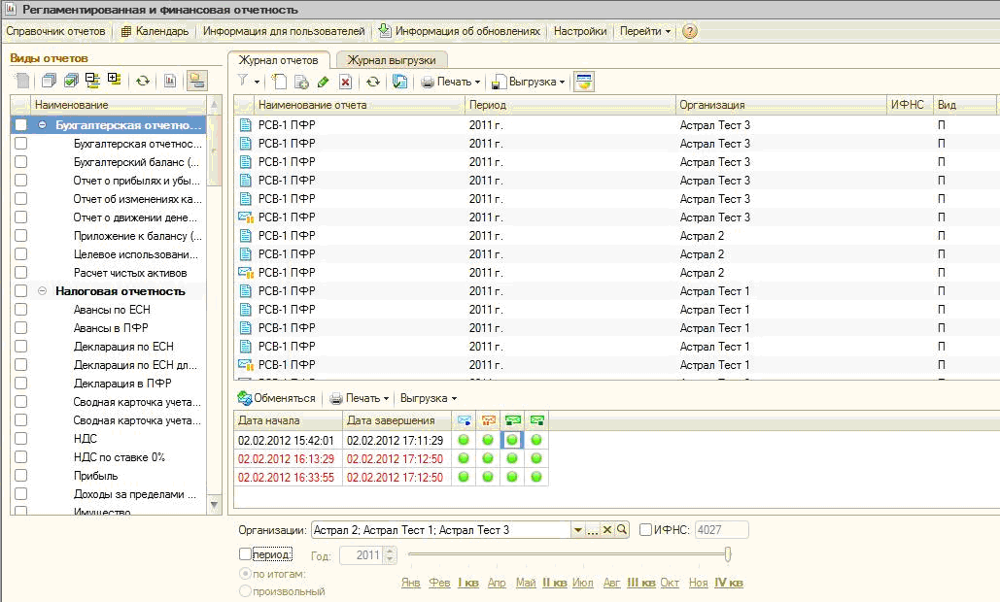 Регламентированная и финансовая отчетность
Справочник отчетов Календарь Информация для пользователей Информация об обновлениях Настройки Перейти ?
Виды отчетов
Наименование
Бухгалтерская отчетно...
Бухгалтерская отчетнос...
Бухгалтерский баланс (...
Отчет о прибылях и убы...
Отчет об изменениях ка...
Отчет о движении дене...
Приложение к балансу (...
Целевое использовани...
Расчет чистых активов
Налоговая отчетность
Авансы по ЕСН
Авансы в ПФР
Декларация по ЕСН
Декларация по ЕСН дл...
Декларация в ПФР
Сводная карточка учета...
Сводная карточка учета...
НДС
НДС по ставке 0%
Прибыль
Доходы за пределами ...
Имущество
Журнал отчетов Журнал выгрузки
Печать Выгрузка
Наименование отчета Период Организация ИФНС Вид
РСВ-1 ПФР 2011 г. Астрал Тест 3 П
РСВ-1 ПФР 2011 г. Астрал Тест 3 П
РСВ-1 ПФР 2011 г. Астрал Тест 3 П
РСВ-1 ПФР 2011 г. Астрал Тест 3 П
РСВ-1 ПФР 2011 г. Астрал Тест 3 П
РСВ-1 ПФР 2011 г. Астрал Тест 3 П
РСВ-1 ПФР 2011 г. Астрал 2 П
РСВ-1 ПФР 2011 г. Астрал 2 П
РСВ-1 ПФР 2011 г. Астрал 2 П
РСВ-1 ПФР 2011 г. Астрал Тест 1 П
РСВ-1 ПФР 2011 г. Астрал Тест 1 П
РСВ-1 ПФР 2011 г. Астрал Тест 1 П
РСВ-1 ПФР 2011 г. Астрал Тест 1 П
РСВ-1 ПФР 2011 г. Астрал Тест 1 П
Обменяться Печать Выгрузка
Дата начала Дата завершения
02.02.2012 15:42:01 02.02.2012 17:11:29
02.02.2012 16:13:29 02.02.2012 17:12:50
02.02.2012 16:33:55 02.02.2012 17:12:50
Организации: Астрал 2; Астрал Тест 1; Астрал Тест 3 ... ИФНС: 4027
период: Год: 2011
по итогам:
Янв Фев I кв Апр Май II кв Июл Авг III кв Окт Ноя IV кв
произвольный